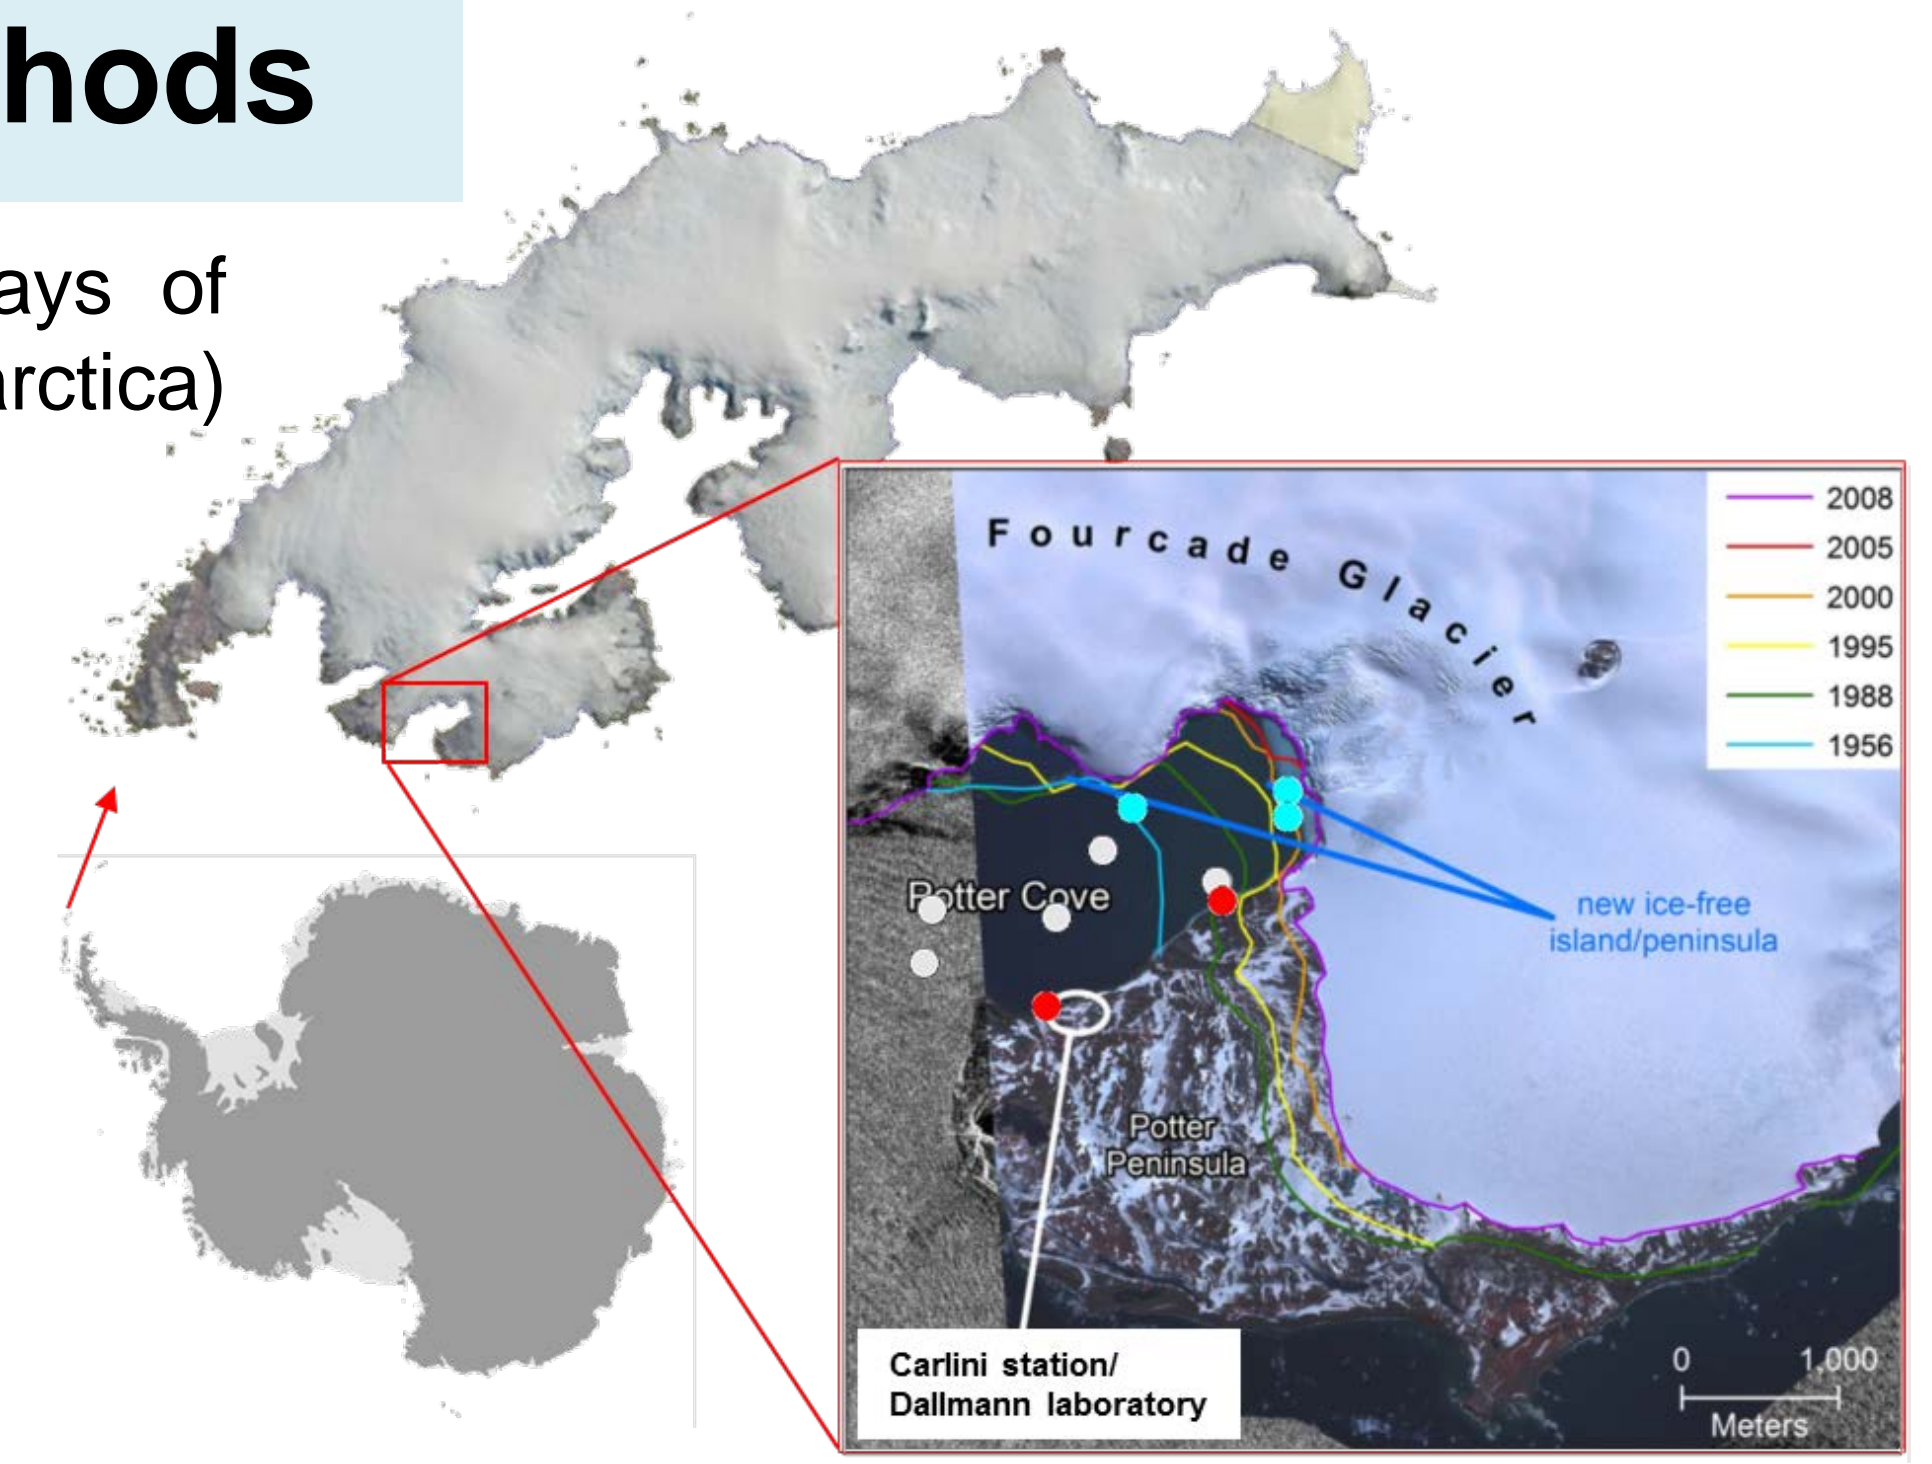 hods
ays of
arctica)
Fourcade Glacier
2008
2005
2000
1995
1988
1956
Potter Cove
new ice-free
island/peninsula
Potter
Peninsula
Carlini station/
Dallmann laboratory
0 1,000
Meters